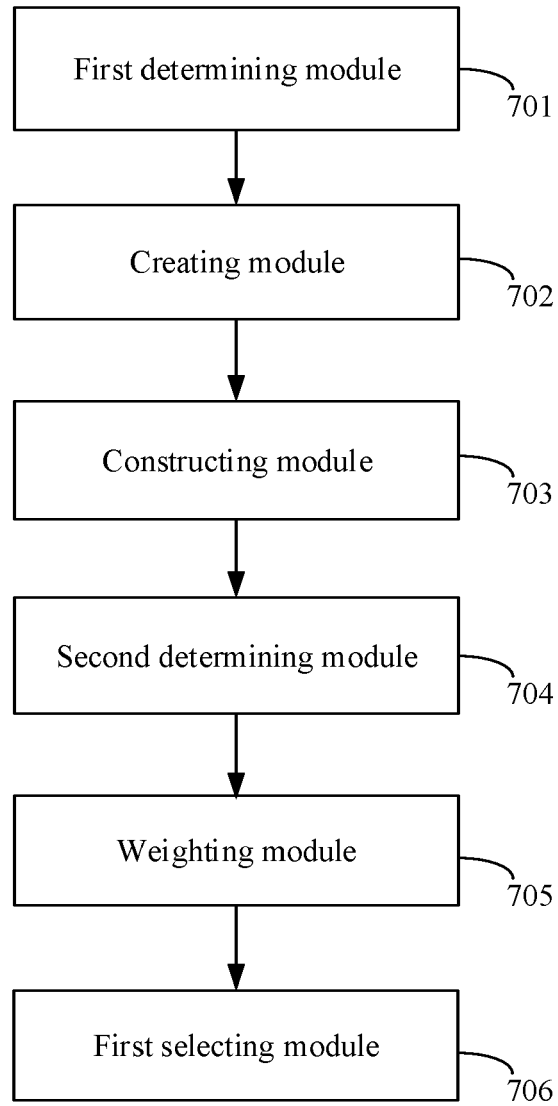 First determining module
701
Creating module
702
Constructing module
703
Second determining module
704
Weighting module
705
First selecting module
706